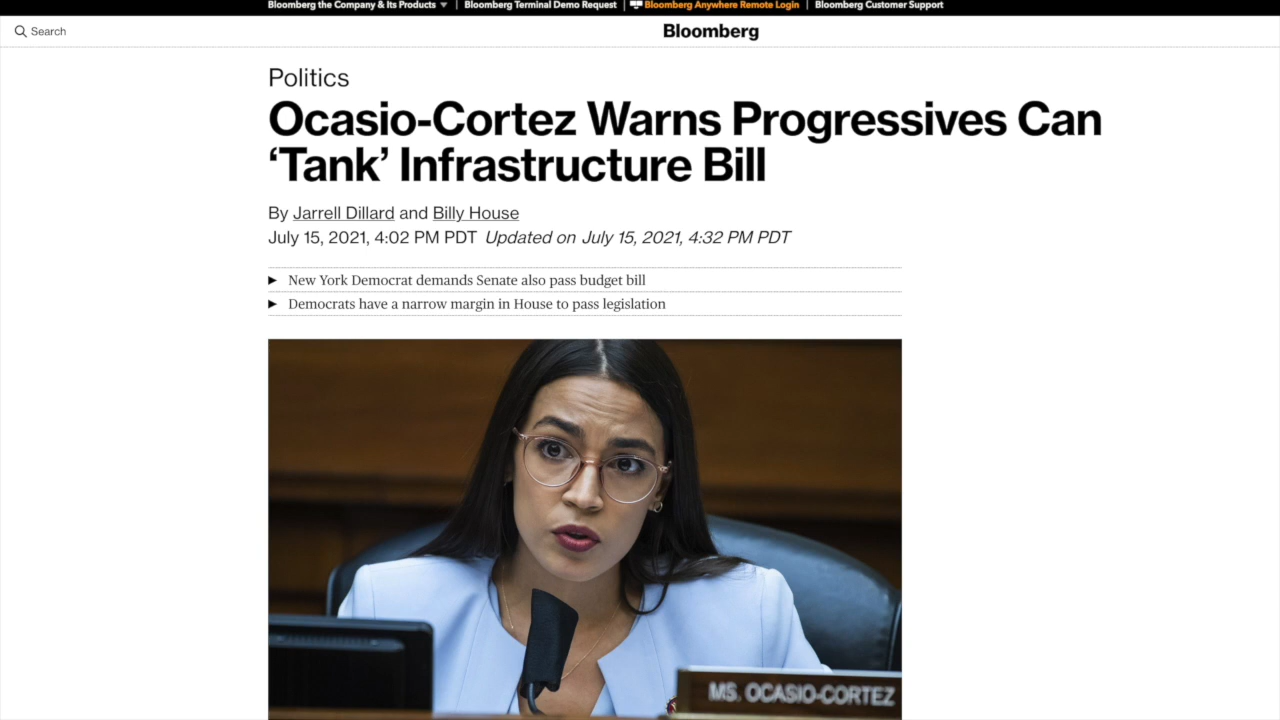 Bloomberg the Company & Its Products ▼ | Bloomberg Terminal Demo Request | Bloomberg Anywhere Remote Login | Bloomberg Customer Support
Search
Bloomberg
Politics
Ocasio-Cortez Warns Progressives Can
‘Tank’ Infrastructure Bill
By Jarrell Dillard and Billy House
July 15, 2021, 4:02 PM PDT Updated on July 15, 2021, 4:32 PM PDT
► New York Democrat demands Senate also pass budget bill
► Democrats have a narrow margin in House to pass legislation
MS. OCASIO-CORTEZ